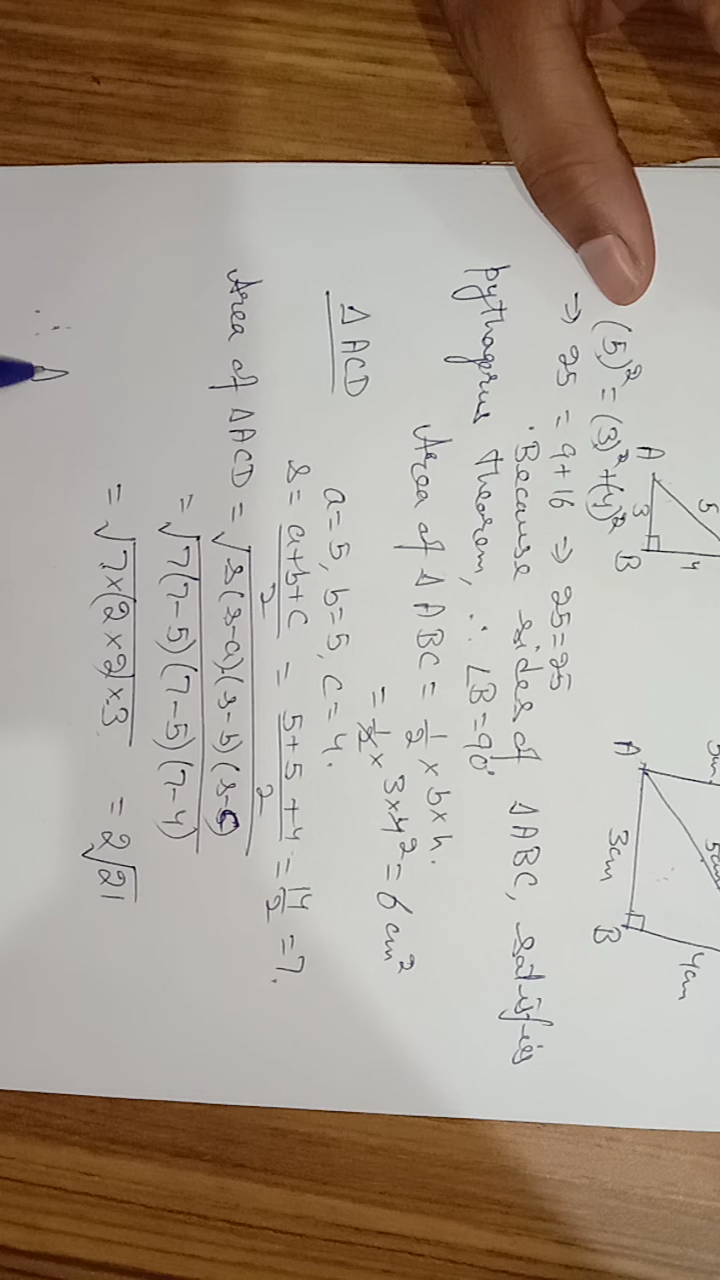 5
A
3
4
B
5m
A
5cm
3cm
4cm
B
(5)² = (3)² + (4)²
⇒ 25 = 9+16 ⇒ 25=25
Because sides of ΔABC, satisfies
pythagorus theorem, ∴ ∠B=90°
Area of ΔABC = 1/2 × b×h.
= 1/2 × 3×4² = 6 cm²
Δ ACD
a=5, b=5, c=4.
s = a+b+c/2 = 5+5+4/2 = 14/2 = 7.
Area of ΔACD = √s(s-a)(s-b)(s-c)
= √7(7-5)(7-5)(7-4)
= √7×(2×2)×3 = 2√21